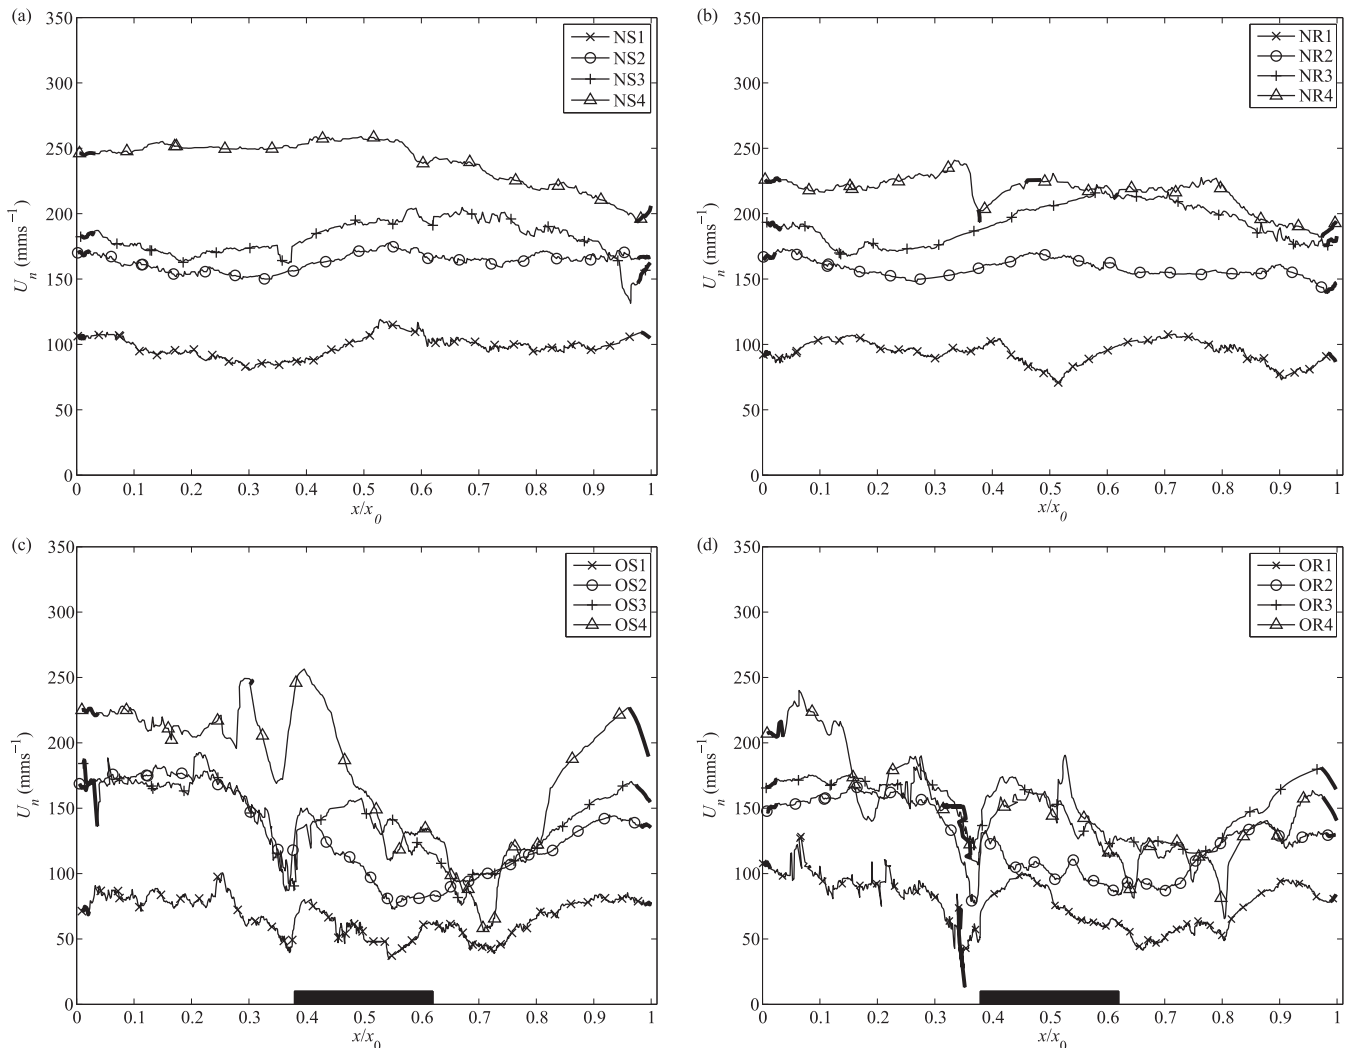 (a)
350
300
250
200
150
100
50
0
U_n (mms⁻¹)
NS1
NS2
NS3
NS4
0 0.1 0.2 0.3 0.4 0.5 0.6 0.7 0.8 0.9 1
x/x_0
(b)
350
300
250
200
150
100
50
0
U_n (mms⁻¹)
NR1
NR2
NR3
NR4
0 0.1 0.2 0.3 0.4 0.5 0.6 0.7 0.8 0.9 1
x/x_0
(c)
350
300
250
200
150
100
50
0
U_n (mms⁻¹)
OS1
OS2
OS3
OS4
0 0.1 0.2 0.3 0.4 0.5 0.6 0.7 0.8 0.9 1
x/x_0
(d)
350
300
250
200
150
100
50
0
U_n (mms⁻¹)
OR1
OR2
OR3
OR4
0 0.1 0.2 0.3 0.4 0.5 0.6 0.7 0.8 0.9 1
x/x_0